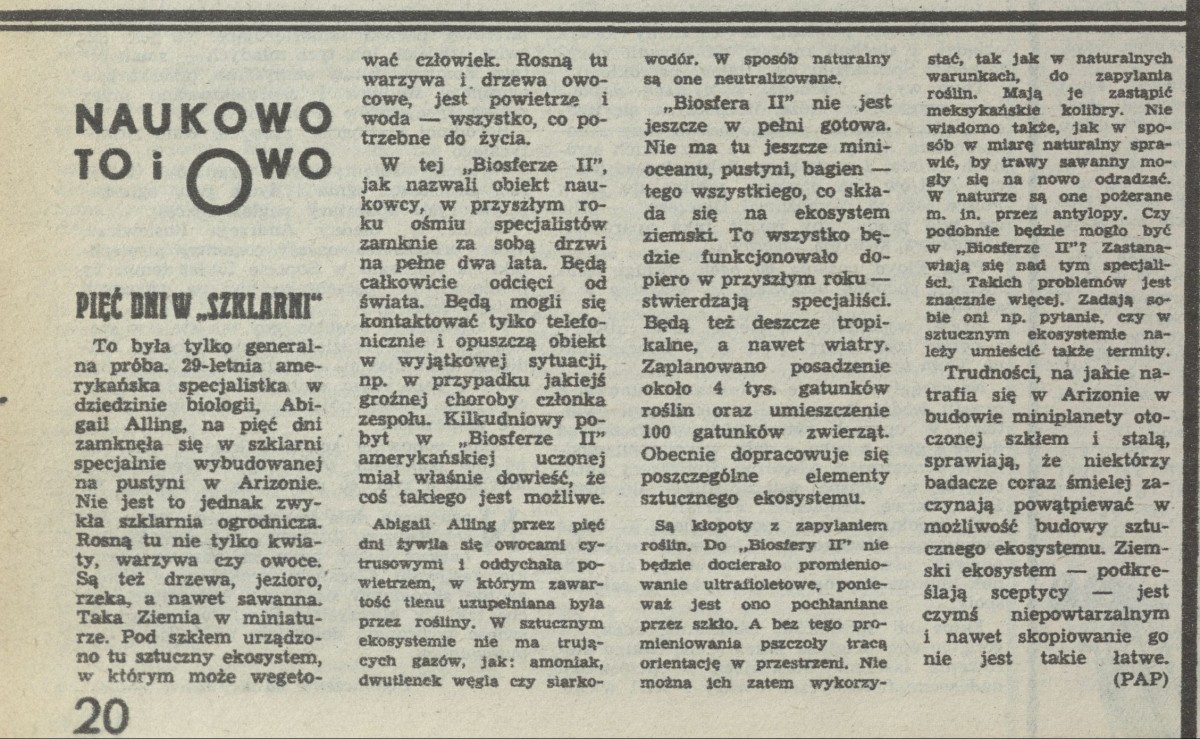 NAUKOWO
TO i OWO
PIĘĆ DNI W „SZKLARNI"
To była tylko general-
na próba. 29-letnia ame-
rykańska specjalistka w
dziedzinie biologii, Abi-
gail Alling, na pięć dni
zamknęła się w szklarni
specjalnie wybudowanej
na pustyni w Arizonie.
Nie jest to jednak zwy-
kła szklarnia ogrodnicza.
Rosną tu nie tylko kwia-
ty, warzywa czy owoce.
Są też drzewa, jezioro,
rzeka, a nawet sawanna.
Taka Ziemia w miniatu-
rze. Pod szkłem urządzo-
no tu sztuczny ekosystem,
w którym może wegeto-
wać człowiek. Rosną tu
warzywa i drzewa owo-
cowe, jest powietrze i
woda — wszystko, co po-
trzebne do życia.
W tej „Biosferze II",
jak nazwali obiekt nau-
kowcy, w przyszłym ro-
ku ośmiu specjalistów
zamknie za sobą drzwi
na pełne dwa lata. Będą
całkowicie odcięci od
świata. Będą mogli się
kontaktować tylko telefo-
nicznie i opuszczą obiekt
w wyjątkowej sytuacji,
np. w przypadku jakiejś
groźnej choroby członka
zespołu. Kilkudniowy po-
byt w „Biosferze II"
amerykańskiej uczonej
miał właśnie dowieść, że
coś takiego jest możliwe.
Abigail Alling przez pięć
dni żywiła się owocami cy-
trusowymi i oddychała po-
wietrzem, w którym zawar-
tość tlenu uzupełniana była
przez rośliny. W sztucznym
ekosystemie nie ma trują-
cych gazów, jak: amoniak,
dwutlenek węgla czy siarko-
wodór. W sposób naturalny
są one neutralizowane.
„Biosfera II" nie jest
jeszcze w pełni gotowa.
Nie ma tu jeszcze mini-
oceanu, pustyni, bagien —
tego wszystkiego, co skła-
da się na ekosystem
ziemski. To wszystko bę-
dzie funkcjonowało do-
piero w przyszłym roku —
stwierdzają specjaliści.
Będą też deszcze tropi-
kalne, a nawet wiatry.
Zaplanowano posadzenie
około 4 tys. gatunków
roślin oraz umieszczenie
100 gatunków zwierząt.
Obecnie dopracowuje się
poszczególne elementy
sztucznego ekosystemu.
Są kłopoty z zapylaniem
roślin. Do „Biosfery II" nie
będzie docierało promienio-
wanie ultrafioletowe, ponie-
waż jest ono pochłaniane
przez szkło. A bez tego pro-
mieniowania pszczoły tracą
orientację w przestrzeni. Nie
można ich zatem wykorzy-
stać, tak jak w naturalnych
warunkach, do zapylania
roślin. Mają je zastąpić
meksykańskie kolibry. Nie
wiadomo także, jak w spo-
sób w miarę naturalny spra-
wić, by trawy sawanny mo-
gły się na nowo odradzać.
W naturze są one pożerane
m. in. przez antylopy. Czy
podobnie będzie mogło być
w „Biosferze II"? Zastana-
wiają się nad tym specjali-
ści. Takich problemów jest
znacznie więcej. Zadają so-
bie oni np. pytanie, czy w
sztucznym ekosystemie na-
leży umieścić także termity.
Trudności, na jakie na-
trafia się w Arizonie w
budowie miniplanety oto-
czonej szkłem i stalą,
sprawiają, że niektórzy
badacze coraz śmielej za-
czynają powątpiewać w
możliwość budowy sztu-
cznego ekosystemu. Ziem-
ski ekosystem — podkre-
ślają sceptycy — jest
czymś niepowtarzalnym
i nawet skopiowanie go
nie jest takie łatwe.
(PAP)
20